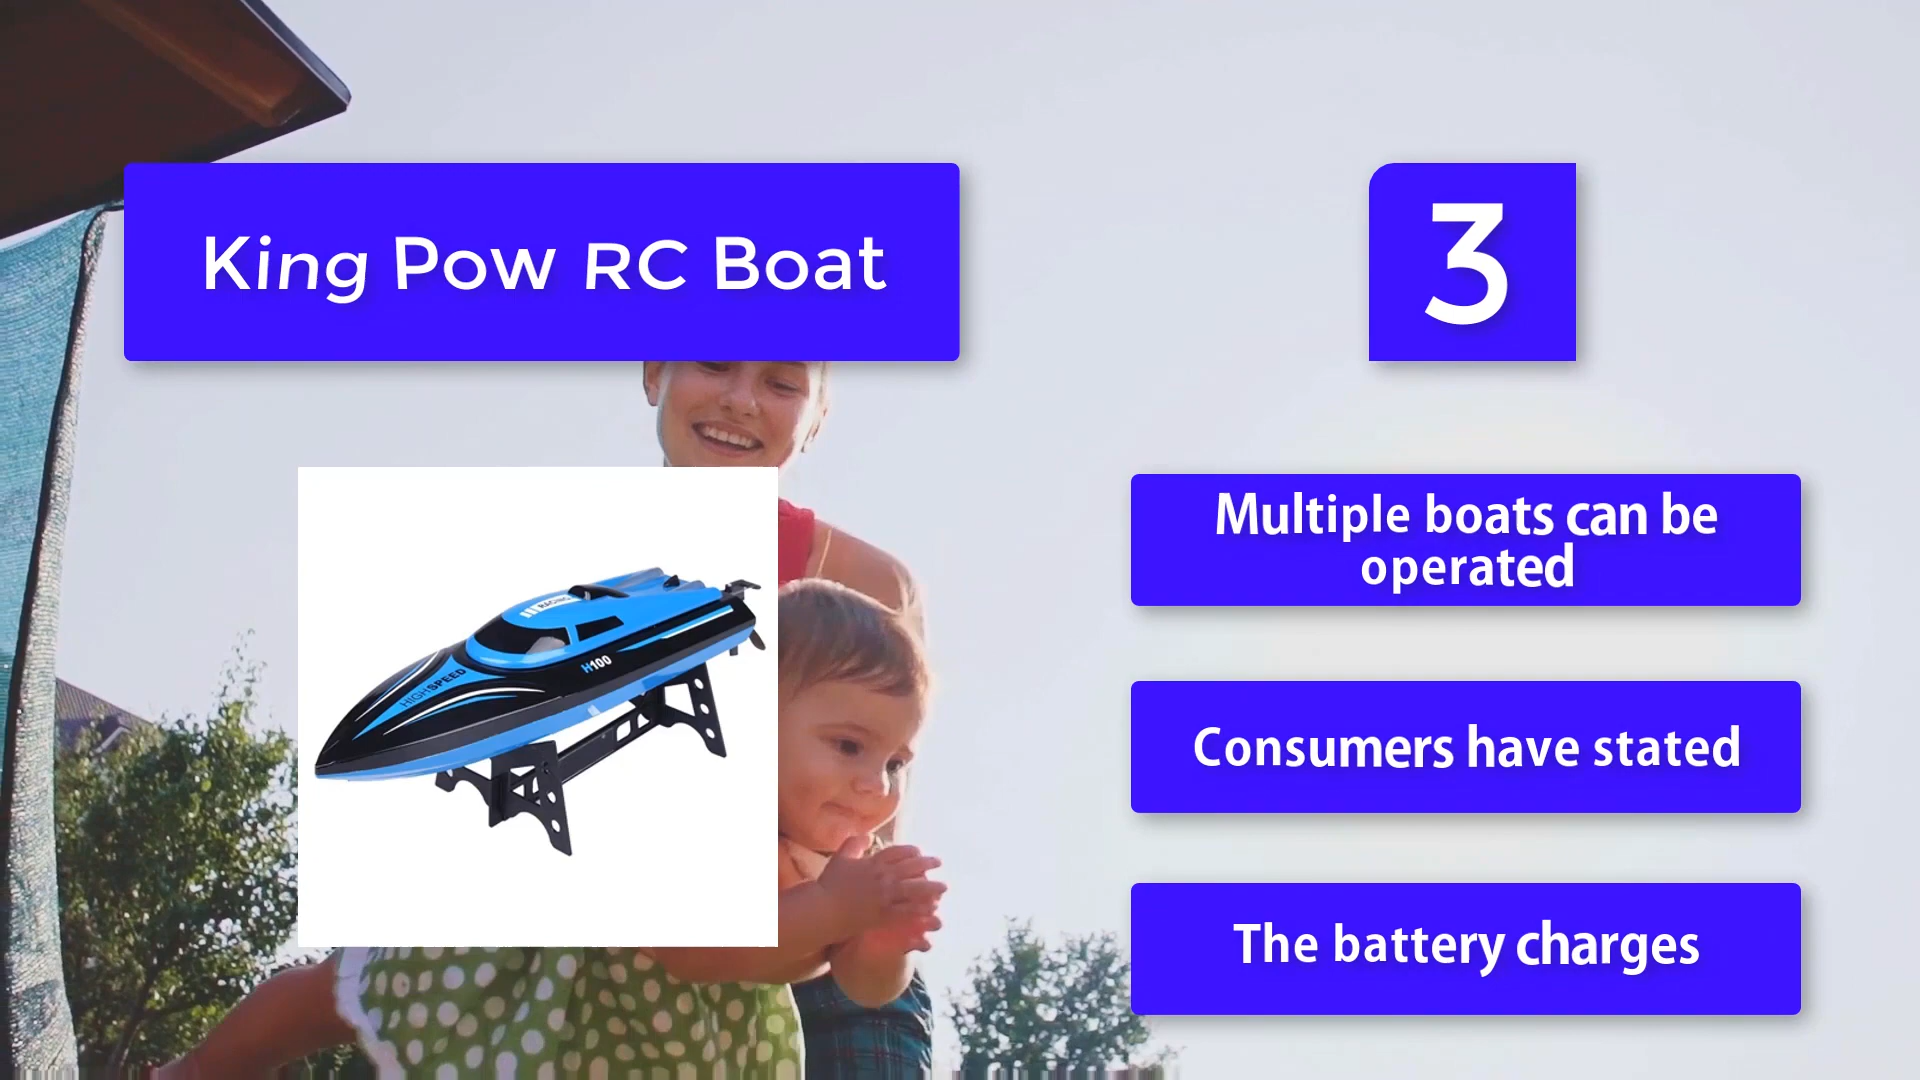 King Pow RC Boat
3
Multiple boats can be
operated
Consumers have stated
The battery charges
RACING
H100
HIGH SPEED